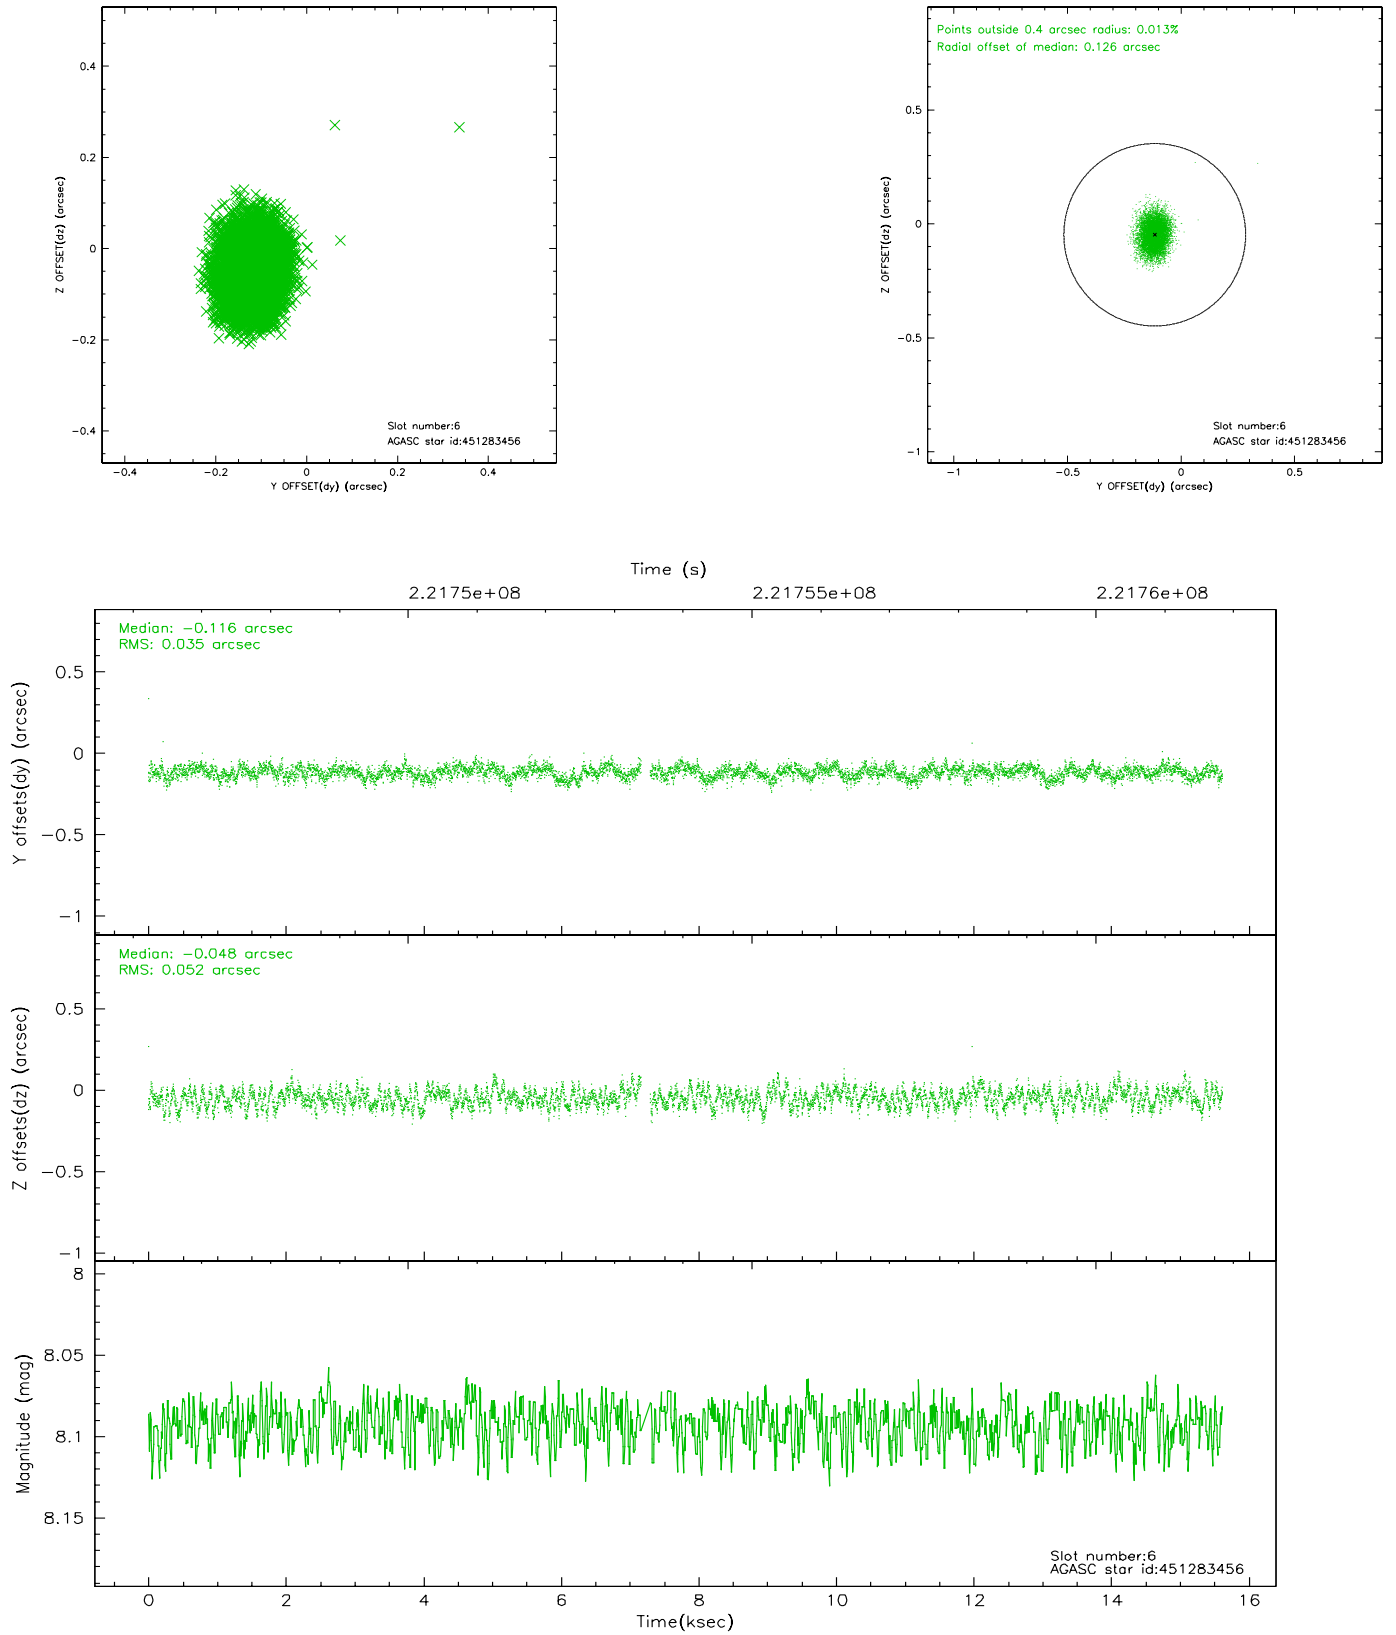 0.4
0.2
0
−0.2
−0.4
Z OFFSET(dz) (arcsec)
Slot number:6
AGASC star id:451283456
−0.4 −0.2 0 0.2 0.4
Y OFFSET(dy) (arcsec)
Points outside 0.4 arcsec radius: 0.013%
Radial offset of median: 0.126 arcsec
0.5
0
−0.5
−1
Z OFFSET(dz) (arcsec)
Slot number:6
AGASC star id:451283456
−1 −0.5 0 0.5
Y OFFSET(dy) (arcsec)
Time (s)
2.2175e+08 2.21755e+08 2.2176e+08
Median: −0.116 arcsec
RMS: 0.035 arcsec
0.5
0
−0.5
−1
Y offsets(dy) (arcsec)
Median: −0.048 arcsec
RMS: 0.052 arcsec
0.5
0
−0.5
−1
Z offsets(dz) (arcsec)
8
8.05
8.1
8.15
Magnitude (mag)
Slot number:6
AGASC star id:451283456
0 2 4 6 8 10 12 14 16
Time(ksec)